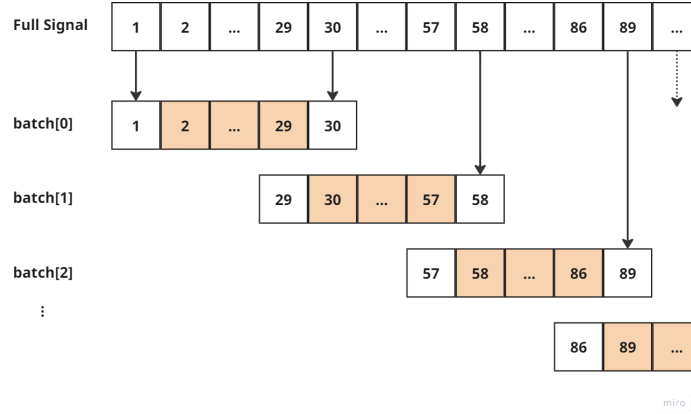 Full Signal 1 2 ... 29 30 ... 57 58 ... 86 89 ...
batch[0] 1 2 ... 29 30
batch[1] 29 30 ... 57 58
batch[2] 57 58 ... 86 89
⋮
86 89 ...
miro